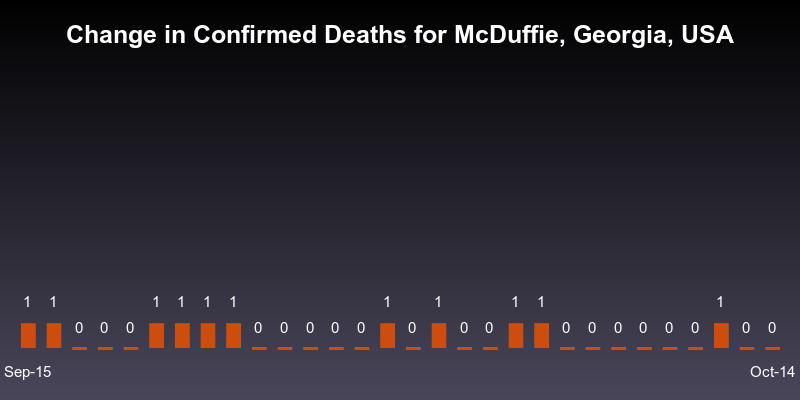 Change in Confirmed Deaths for McDuffie, Georgia, USA
1 1 0 0 0 1 1 1 1 0 0 0 0 0 1 0 1 0 0 1 1 0 0 0 0 0 0 1 0 0
Sep-15 Oct-14